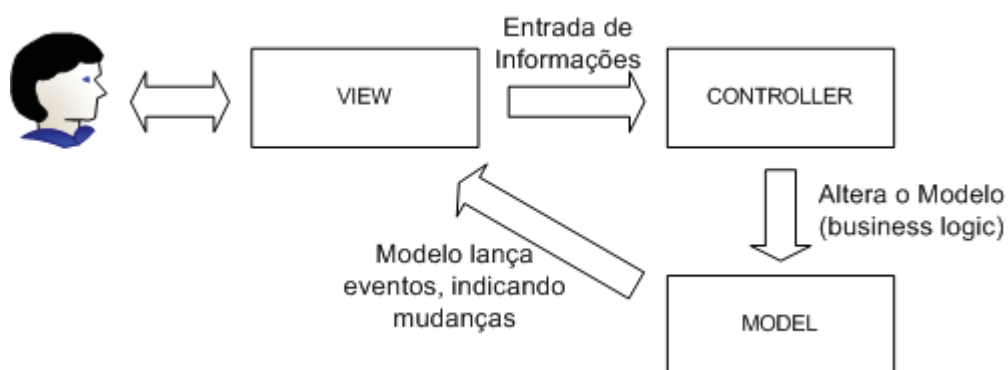 Entrada de
Informações
VIEW
CONTROLLER
Altera o Modelo
(business logic)
Modelo lança
eventos, indicando
mudanças
MODEL